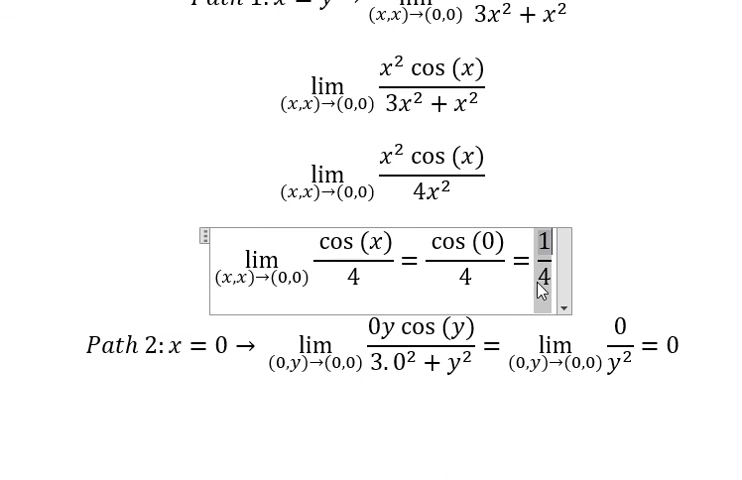 lim (x,x)→(0,0) 3x² + x²
lim (x,x)→(0,0) x² cos (x) / 3x² + x²
lim (x,x)→(0,0) x² cos (x) / 4x²
lim (x,x)→(0,0) cos (x) / 4 = cos (0) / 4 = 1 / 4
Path 2: x = 0 → lim (0,y)→(0,0) 0y cos (y) / 3.0² + y² = lim (0,y)→(0,0) 0 / y² = 0